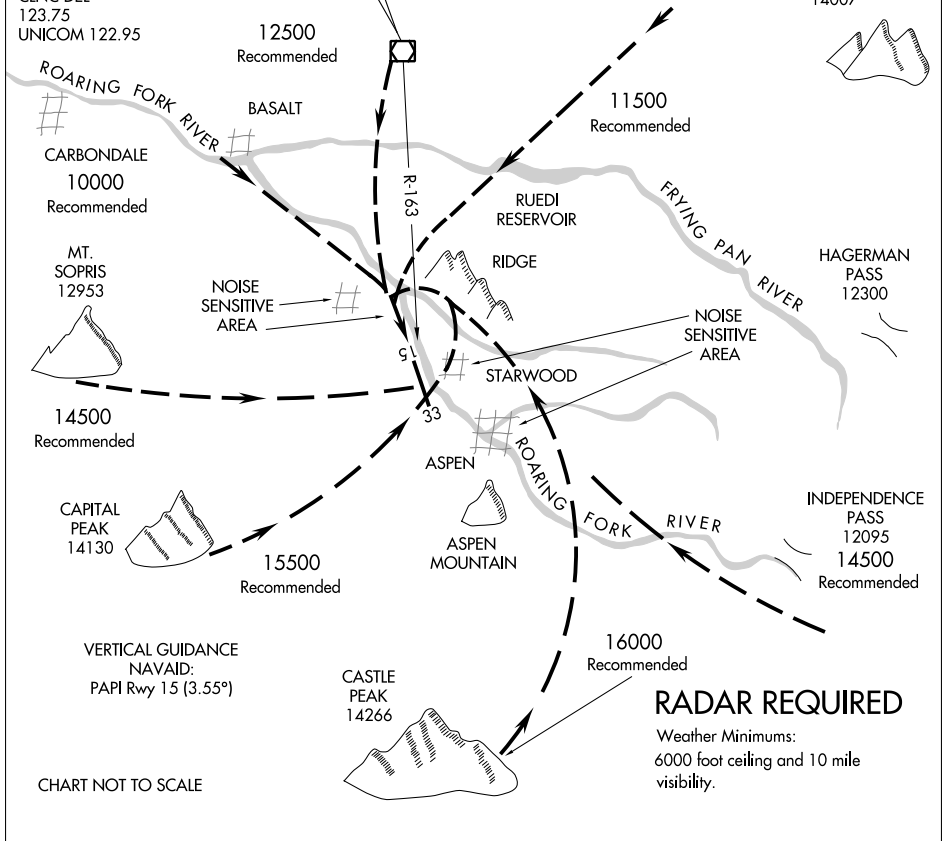 123.75
UNICOM 122.95
12500
Recommended
14007
ROARING FORK RIVER
BASALT
11500
Recommended
CARBONDALE
10000
Recommended
R-163
RUEDI
RESERVOIR
FRYING PAN RIVER
MT.
SOPRIS
12953
NOISE
SENSITIVE
AREA
RIDGE
HAGERMAN
PASS
12300
NOISE
SENSITIVE
AREA
15
STARWOOD
33
14500
Recommended
ASPEN
ROARING FORK RIVER
CAPITAL
PEAK
14130
15500
Recommended
ASPEN
MOUNTAIN
INDEPENDENCE
PASS
12095
14500
Recommended
VERTICAL GUIDANCE
NAVAID:
PAPI Rwy 15 (3.55°)
16000
Recommended
CASTLE
PEAK
14266
RADAR REQUIRED
Weather Minimums:
6000 foot ceiling and 10 mile
visibility.
CHART NOT TO SCALE